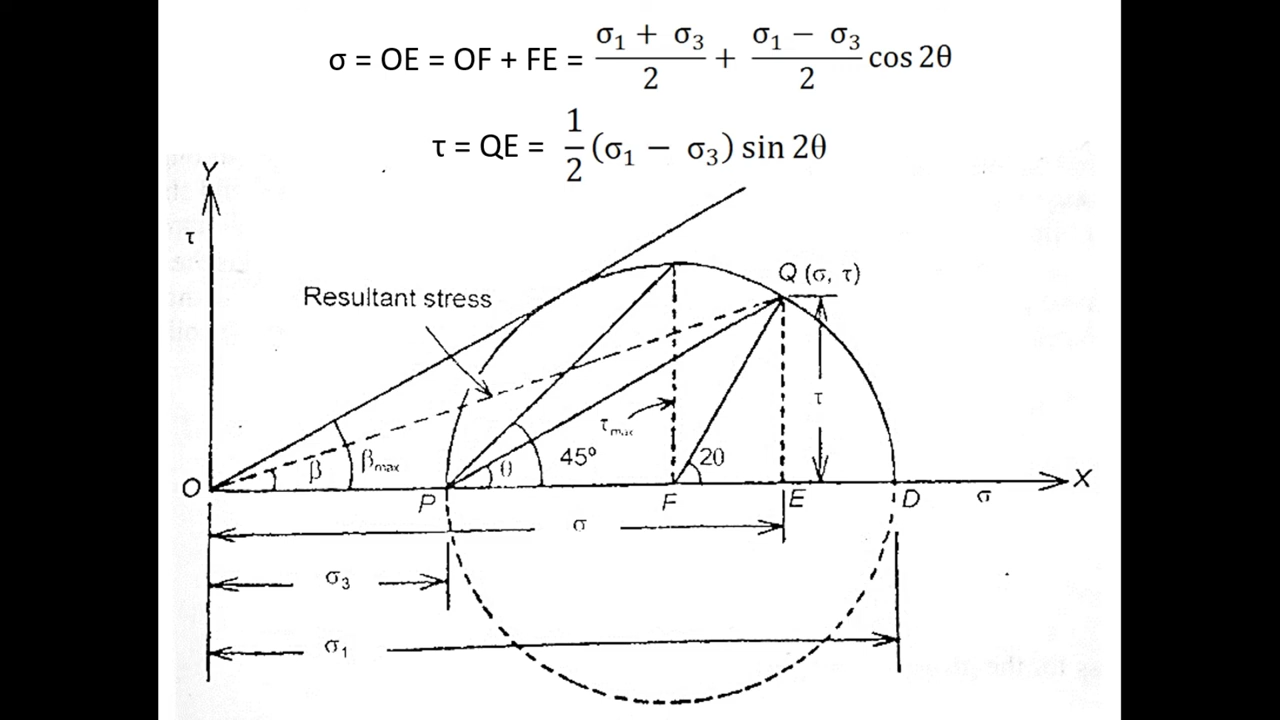 σ = OE = OF + FE = (σ₁ + σ₃)/2 + (σ₁ − σ₃)/2 cos 2θ
τ = QE = 1/2 (σ₁ − σ₃) sin 2θ
Y
τ
Q (σ, τ)
Resultant stress
τ
τmax
45º
2θ
θ
βmax
β
O
P
F
E
D
σ
X
σ
σ₃
σ₁